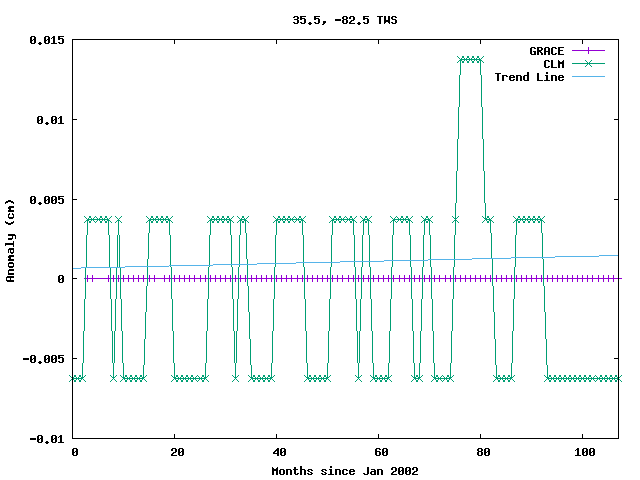 35.5, -82.5 TWS
0.015
GRACE
CLM
Trend Line
0.01
0.005
0
-0.005
-0.01
Anomaly (cm)
0 20 40 60 80 100
Months since Jan 2002